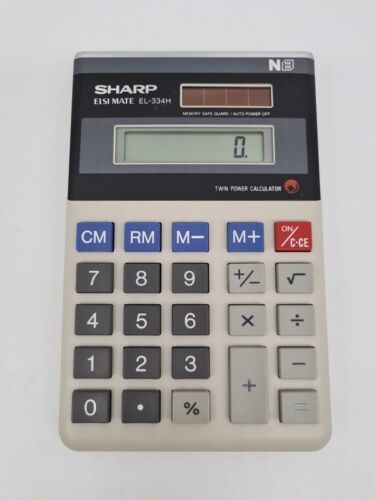 N8
SHARP
ELSI MATE EL-334H
MEMORY SAFE GUARD / AUTO POWER OFF
0.
TWIN POWER CALCULATOR
CM RM M− M+ ON/C·CE
7 8 9 +/− √
4 5 6 × ÷
1 2 3 + −
0 · % =